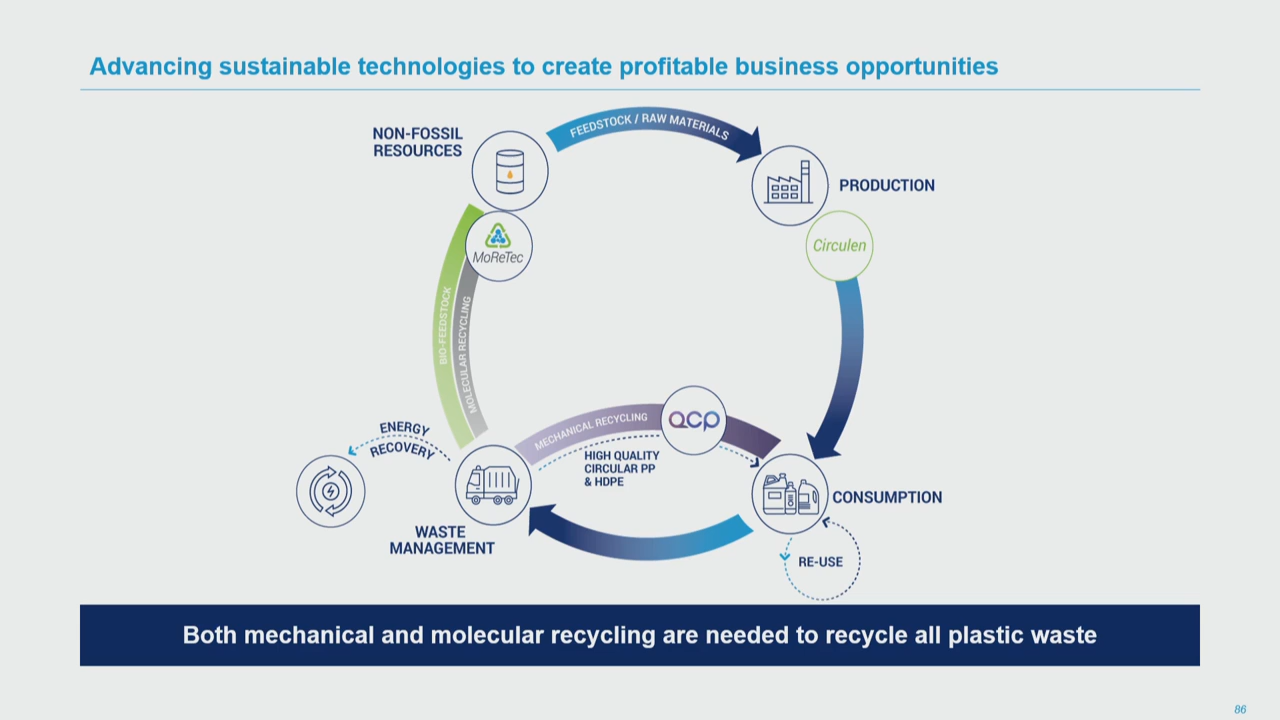 Advancing sustainable technologies to create profitable business opportunities
NON-FOSSIL
RESOURCES
FEEDSTOCK / RAW MATERIALS
PRODUCTION
Circulen
MoReTec
BIO-FEEDSTOCK
MOLECULAR RECYCLING
MECHANICAL RECYCLING
QCP
HIGH QUALITY
CIRCULAR PP
& HDPE
ENERGY
RECOVERY
WASTE
MANAGEMENT
CONSUMPTION
RE-USE
Both mechanical and molecular recycling are needed to recycle all plastic waste
86